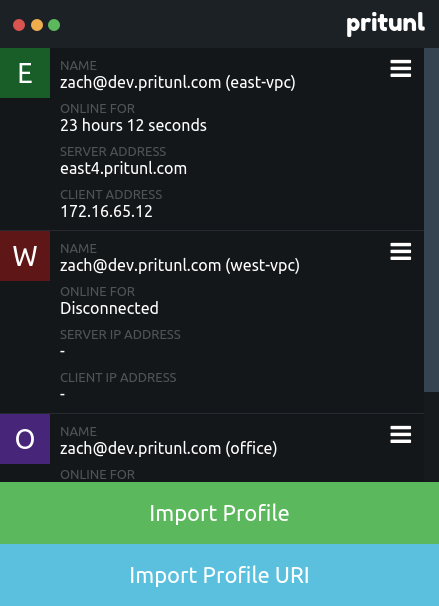 pritunl
E
NAME
zach@dev.pritunl.com (east-vpc)
ONLINE FOR
23 hours 12 seconds
SERVER ADDRESS
east4.pritunl.com
CLIENT ADDRESS
172.16.65.12
W
NAME
zach@dev.pritunl.com (west-vpc)
ONLINE FOR
Disconnected
SERVER IP ADDRESS
-
CLIENT IP ADDRESS
-
O
NAME
zach@dev.pritunl.com (office)
ONLINE FOR
Import Profile
Import Profile URI